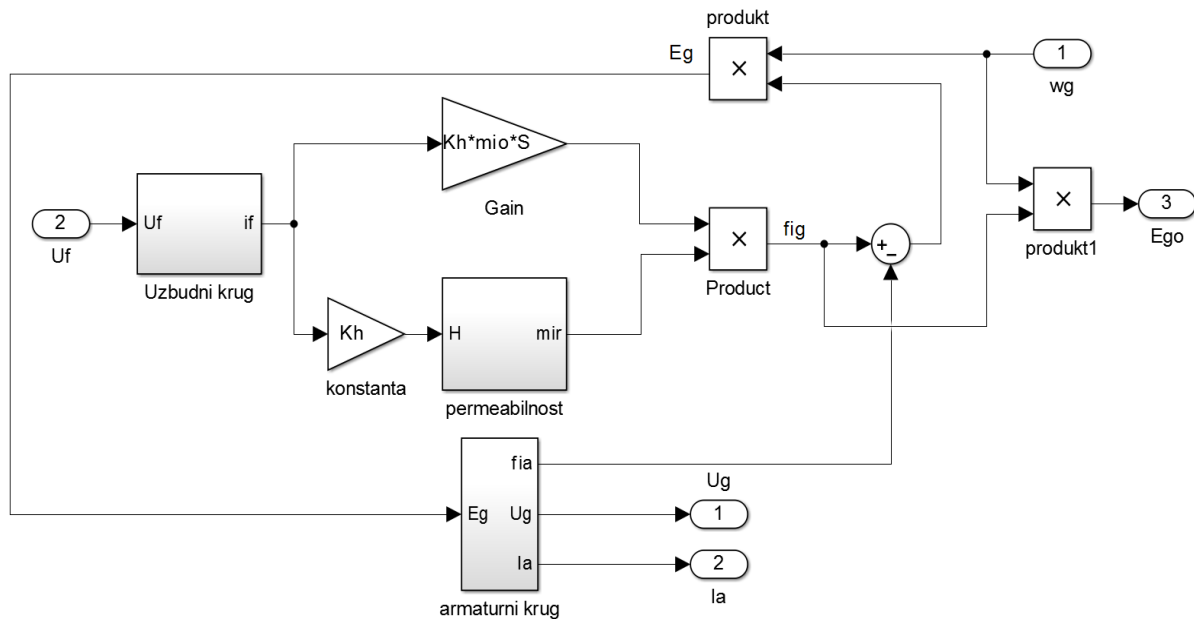 produkt
Eg
×
1
wg
Kh*mio*S
Gain
Uf
if
2
Uf
Uzbudni krug
×
fig
Product
+
−
×
produkt1
3
Ego
Kh
konstanta
H
mir
permeabilnost
fia
Eg
Ug
Ia
armaturni krug
Ug
1
2
Ia